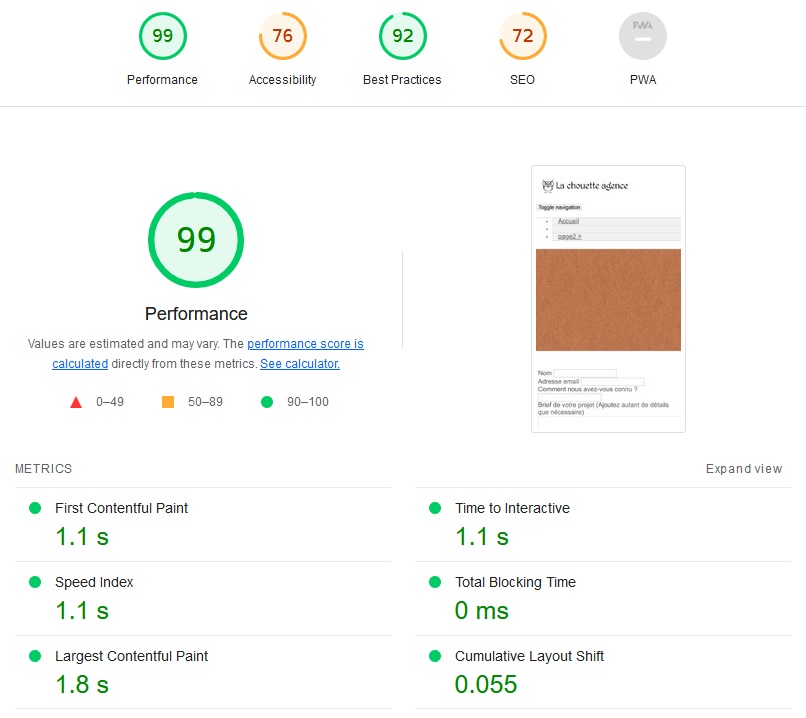 99
76
92
72
PWA
Performance
Accessibility
Best Practices
SEO
PWA
99
Performance
Values are estimated and may vary. The performance score is
calculated directly from these metrics. See calculator.
0–49
50–89
90–100
La chouette agence
Toggle navigation
Accueil
page2 >
Nom
Adresse email
Comment nous avez-vous connu ?
Brief de votre projet (Ajoutez autant de détails
que nécessaire)
METRICS
Expand view
First Contentful Paint
1.1 s
Time to Interactive
1.1 s
Speed Index
1.1 s
Total Blocking Time
0 ms
Largest Contentful Paint
1.8 s
Cumulative Layout Shift
0.055